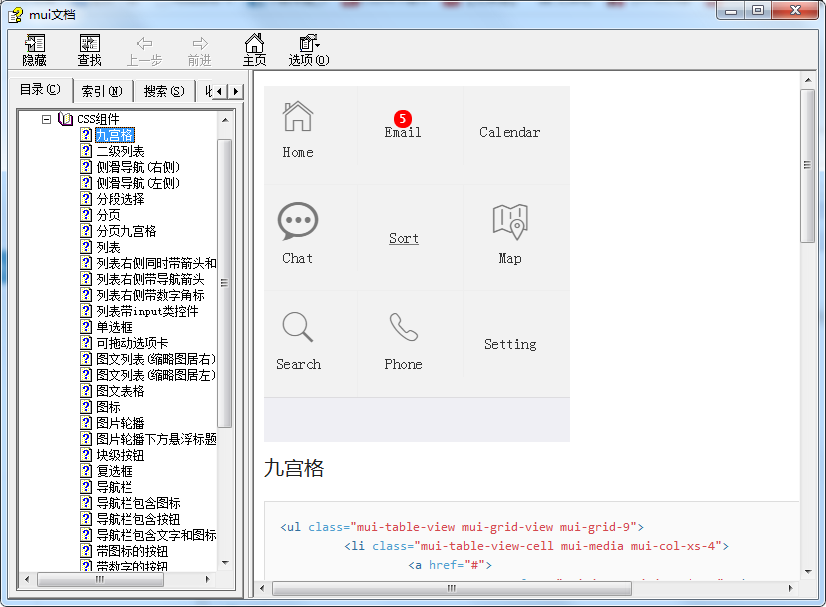 mui文档
隐藏 查找 上一步 前进 主页 选项(O)
目录(C) 索引(N) 搜索(S)
CSS组件
九宫格
二级列表
侧滑导航(右侧)
侧滑导航(左侧)
分段选择
分页
分页九宫格
列表
列表右侧同时带箭头和
列表右侧带导航箭头
列表右侧带数字角标
列表带input类控件
单选框
可拖动选项卡
图文列表(缩略图居右)
图文列表(缩略图居左)
图文表格
图标
图片轮播
图片轮播下方悬浮标题
块级按钮
复选框
导航栏
导航栏包含图标
导航栏包含按钮
导航栏包含文字和图标
带图标的按钮
带数字的按钮
Home
5
Email
Calendar
Chat
Sort
Map
Search
Phone
Setting
九宫格
<ul class="mui-table-view mui-grid-view mui-grid-9">
<li class="mui-table-view-cell mui-media mui-col-xs-4">
<a href="#">